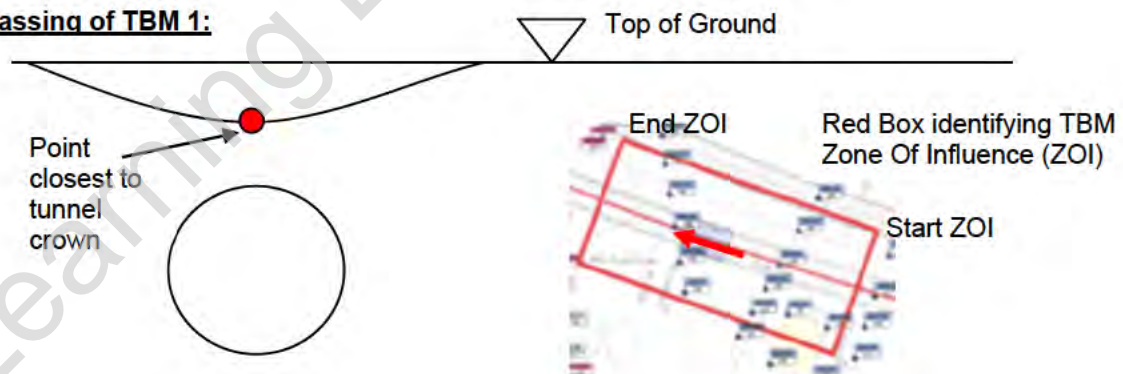 assing of TBM 1:
Top of Ground
Point
closest to
tunnel
crown
End ZOI
Red Box identifying TBM
Zone Of Influence (ZOI)
Start ZOI
Learning